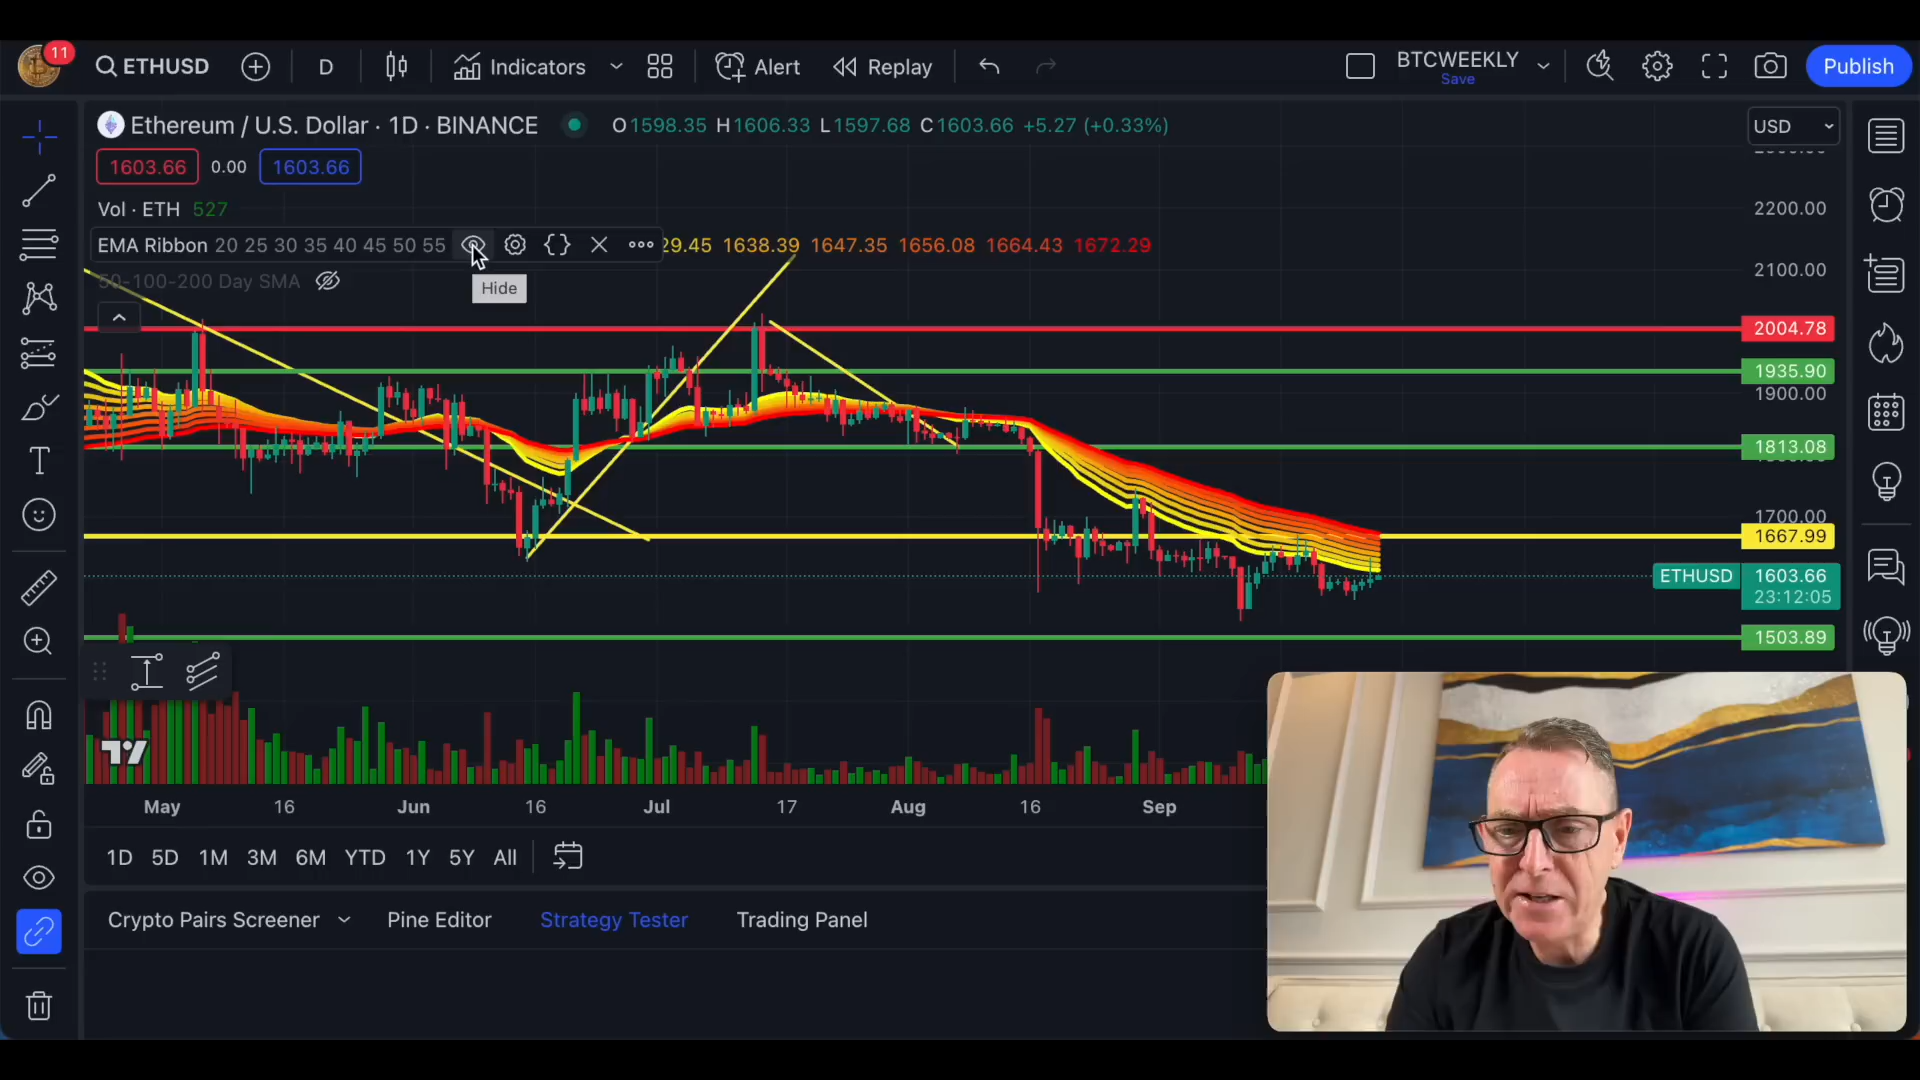 11
ETHUSD
D
Indicators
Alert
Replay
BTCWEEKLY
Save
Publish
Ethereum / U.S. Dollar · 1D · BINANCE
O1598.35 H1606.33 L1597.68 C1603.66 +5.27 (+0.33%)
USD
1603.66 0.00 1603.66
Vol · ETH 527
2200.00
EMA Ribbon 20 25 30 35 40 45 50 55
29.45 1638.39 1647.35 1656.08 1664.43 1672.29
2100.00
50-100-200 Day SMA
Hide
2004.78
1935.90
1900.00
1813.08
1700.00
1667.99
ETHUSD 1603.66
23:12:05
1503.89
May 16 Jun 16 Jul 17 Aug 16 Sep
1D 5D 1M 3M 6M YTD 1Y 5Y All
Crypto Pairs Screener Pine Editor Strategy Tester Trading Panel